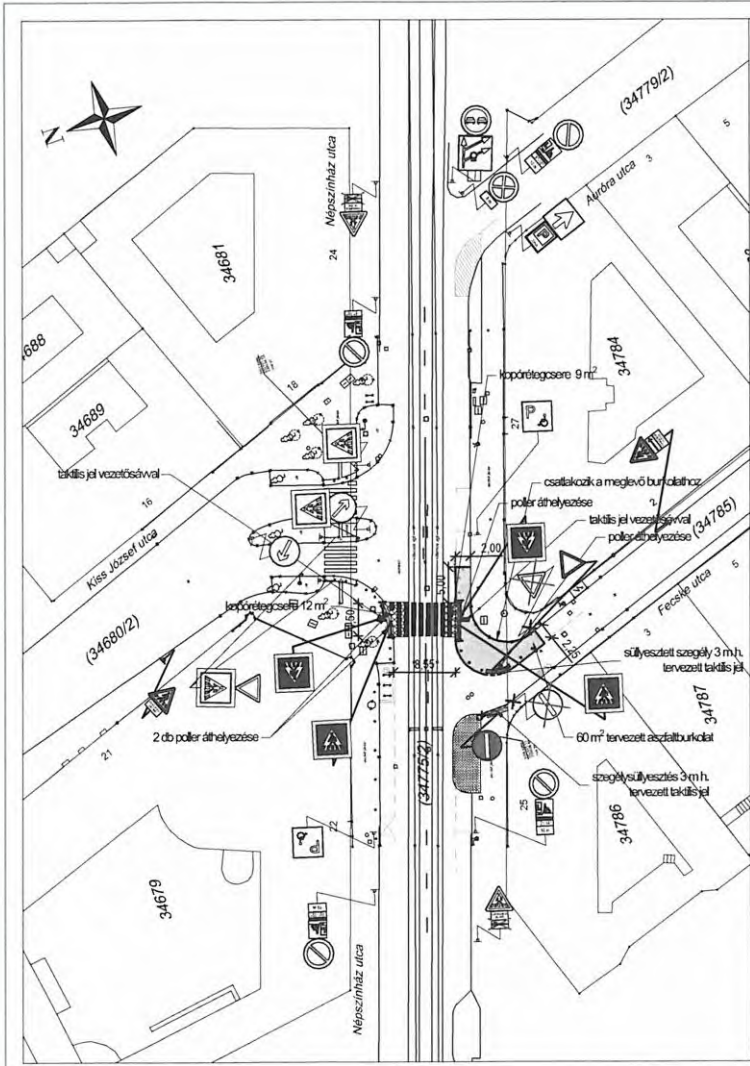 N
(34779/2)
5
3
Auróra utca
Népszínház utca
24
34681
34688
34689
18
16
taktilis jel vezetősávval
Kiss József utca
(34680/2)
kopórétegcsere 12 m²
21
2 db poller áthelyezése
22
34679
Népszínház utca
34784
kopórétegcsere 9 m²
27
csatlakozik a meglevő burkolathoz
poller áthelyezése
taktilis jel vezetősávval
poller áthelyezése
2,00
5,00
8,55
2,45
2
(34785)
Fecske utca
5
3
süllyesztett szegély 3 m h.
tervezett taktilis jel
34787
60 m² tervezett aszfaltburkolat
szegélysüllyesztés 3 m h.
tervezett taktilis jel
(34775/2)
8
25
34786
P
P